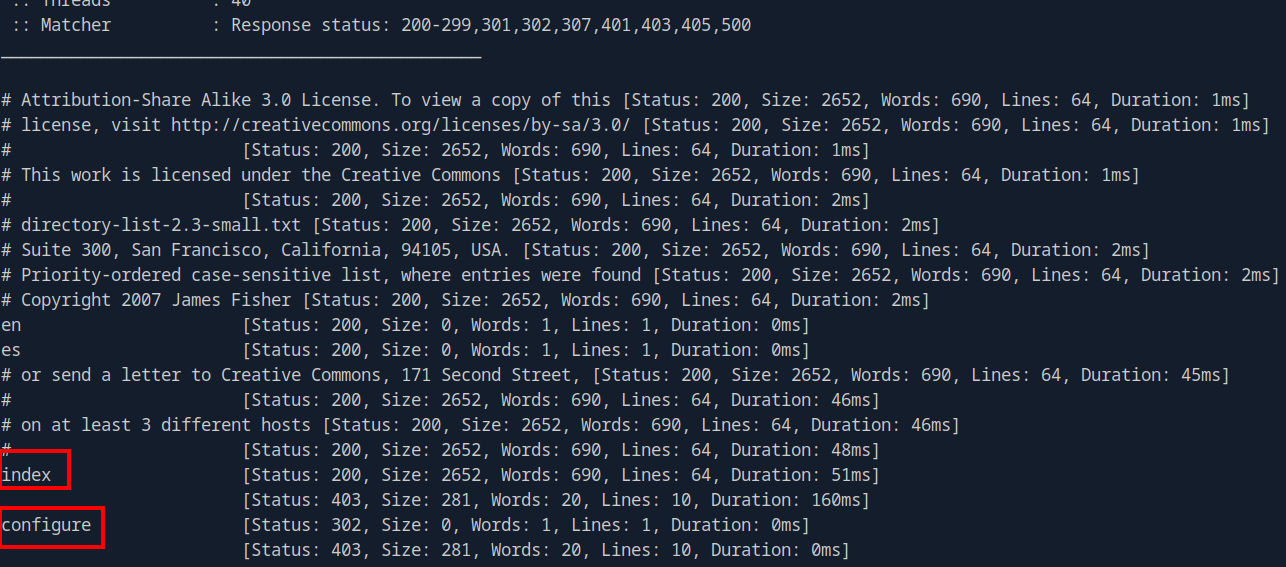 :: Threads : 40
:: Matcher : Response status: 200-299,301,302,307,401,403,405,500
________________________________________________
# Attribution-Share Alike 3.0 License. To view a copy of this [Status: 200, Size: 2652, Words: 690, Lines: 64, Duration: 1ms]
# license, visit http://creativecommons.org/licenses/by-sa/3.0/ [Status: 200, Size: 2652, Words: 690, Lines: 64, Duration: 1ms]
# [Status: 200, Size: 2652, Words: 690, Lines: 64, Duration: 1ms]
# This work is licensed under the Creative Commons [Status: 200, Size: 2652, Words: 690, Lines: 64, Duration: 1ms]
# [Status: 200, Size: 2652, Words: 690, Lines: 64, Duration: 2ms]
# directory-list-2.3-small.txt [Status: 200, Size: 2652, Words: 690, Lines: 64, Duration: 2ms]
# Suite 300, San Francisco, California, 94105, USA. [Status: 200, Size: 2652, Words: 690, Lines: 64, Duration: 2ms]
# Priority-ordered case-sensitive list, where entries were found [Status: 200, Size: 2652, Words: 690, Lines: 64, Duration: 2ms]
# Copyright 2007 James Fisher [Status: 200, Size: 2652, Words: 690, Lines: 64, Duration: 2ms]
en [Status: 200, Size: 0, Words: 1, Lines: 1, Duration: 0ms]
es [Status: 200, Size: 0, Words: 1, Lines: 1, Duration: 0ms]
# or send a letter to Creative Commons, 171 Second Street, [Status: 200, Size: 2652, Words: 690, Lines: 64, Duration: 45ms]
# [Status: 200, Size: 2652, Words: 690, Lines: 64, Duration: 46ms]
# on at least 3 different hosts [Status: 200, Size: 2652, Words: 690, Lines: 64, Duration: 46ms]
# [Status: 200, Size: 2652, Words: 690, Lines: 64, Duration: 48ms]
index [Status: 200, Size: 2652, Words: 690, Lines: 64, Duration: 51ms]
[Status: 403, Size: 281, Words: 20, Lines: 10, Duration: 160ms]
configure [Status: 302, Size: 0, Words: 1, Lines: 1, Duration: 0ms]
[Status: 403, Size: 281, Words: 20, Lines: 10, Duration: 0ms]